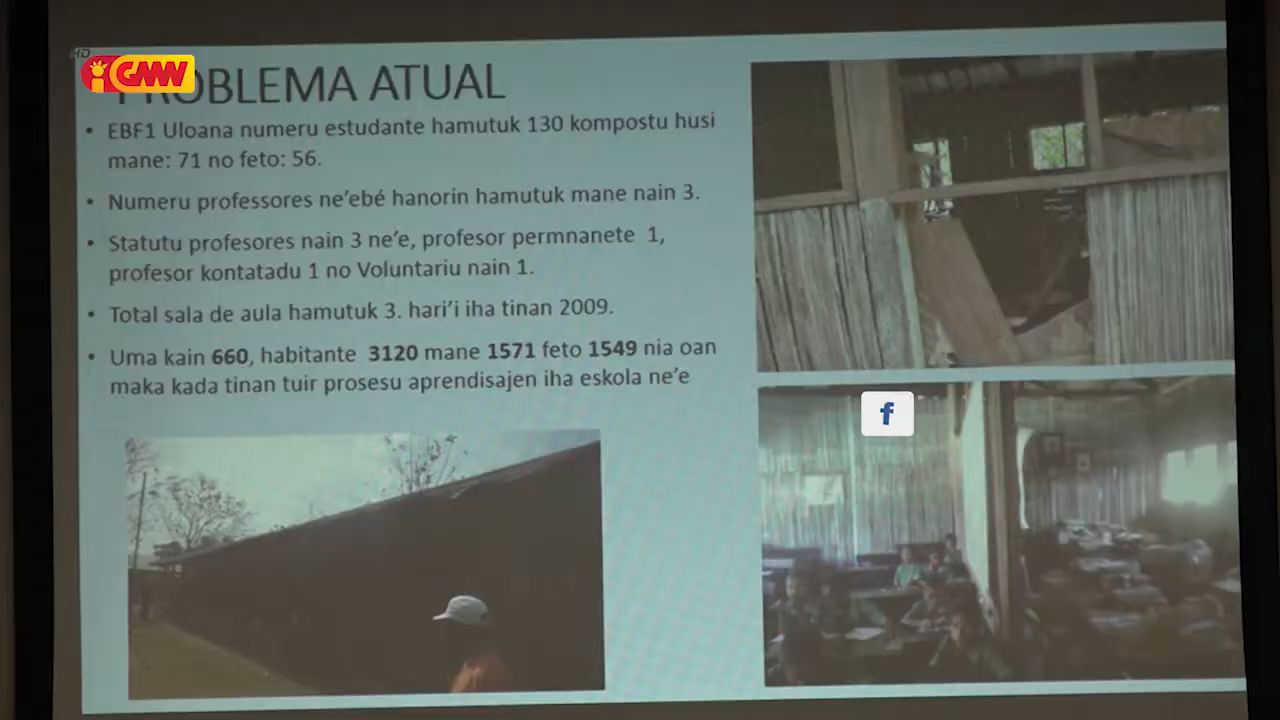 HD
GMN
PROBLEMA ATUAL
• EBF1 Uloana numeru estudante hamutuk 130 kompostu husi
mane: 71 no feto: 56.
• Numeru professores ne’ebé hanorin hamutuk mane nain 3.
• Statutu profesores nain 3 ne’e, profesor permnanete 1,
profesor kontatadu 1 no Voluntariu nain 1.
• Total sala de aula hamutuk 3. hari’i iha tinan 2009.
• Uma kain 660, habitante 3120 mane 1571 feto 1549 nia oan
maka kada tinan tuir prosesu aprendisajen iha eskola ne’e
f